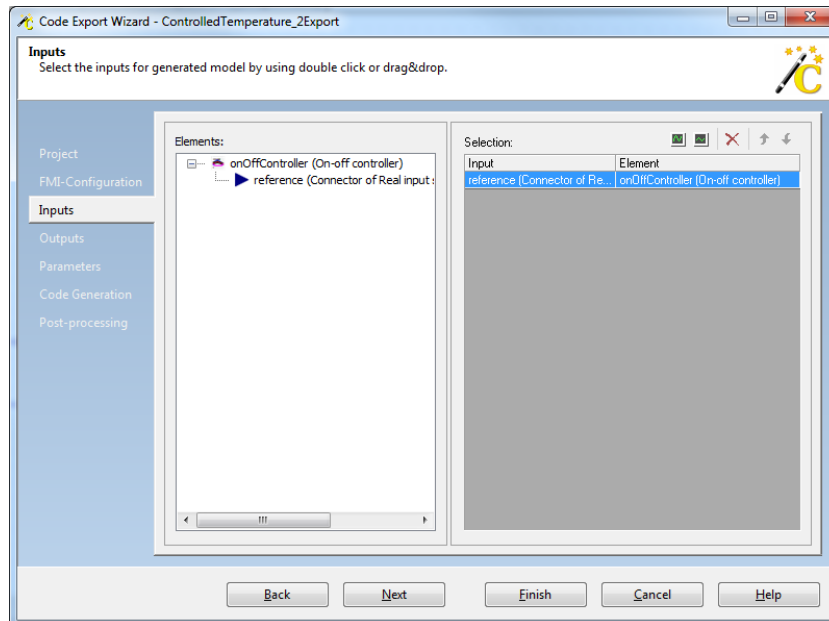 Code Export Wizard - ControlledTemperature_2Export
Inputs
Select the inputs for generated model by using double click or drag&drop.
Project
FMI-Configuration
Inputs
Outputs
Parameters
Code Generation
Post-processing
Elements:
onOffController (On-off controller)
reference (Connector of Real input
Selection:
Input Element
reference (Connector of Re... onOffController (On-off controller)
Back Next Finish Cancel Help